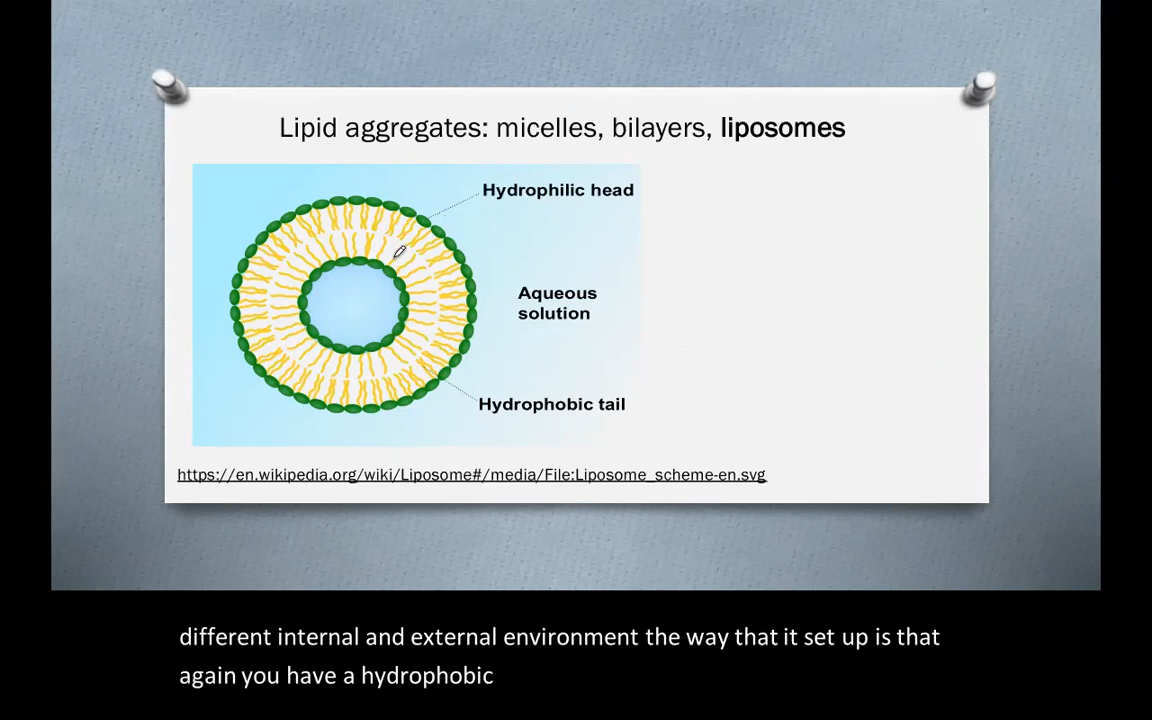 Lipid aggregates: micelles, bilayers, liposomes
Hydrophilic head
Aqueous
solution
Hydrophobic tail
https://en.wikipedia.org/wiki/Liposome#/media/File:Liposome_scheme-en.svg
different internal and external environment the way that it set up is that
again you have a hydrophobic